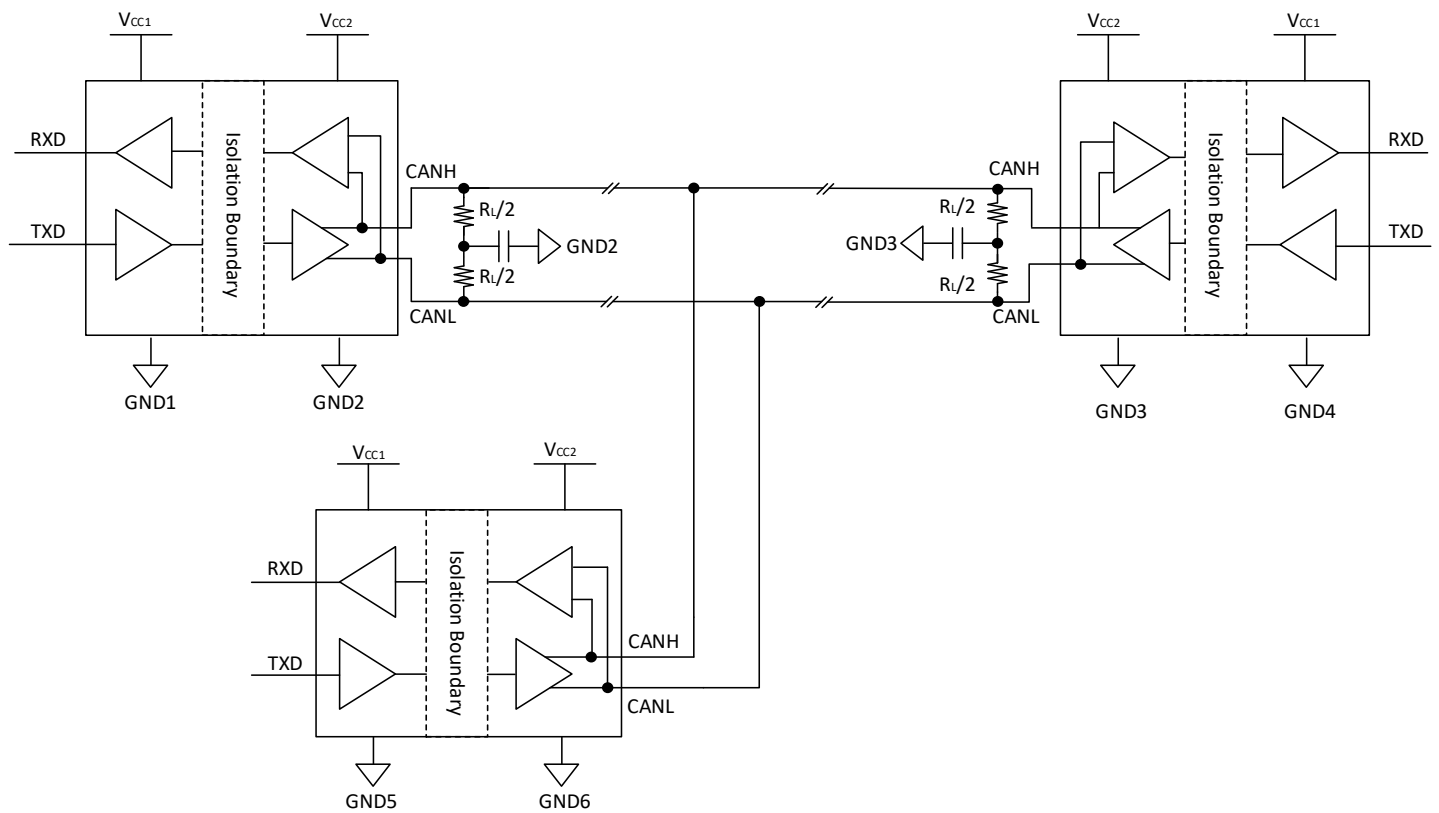 VCC1
VCC2
VCC2
VCC1
RXD
Isolation Boundary
CANH
RL/2
GND2
RL/2
CANL
TXD
GND1
GND2
CANH
RL/2
GND3
RL/2
CANL
Isolation Boundary
RXD
TXD
GND3
GND4
VCC1
VCC2
RXD
TXD
Isolation Boundary
CANH
CANL
GND5
GND6